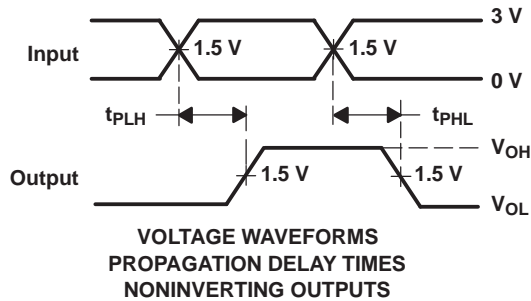 3 V
Input
1.5 V
1.5 V
0 V
tPLH
tPHL
VOH
Output
1.5 V
1.5 V
VOL
VOLTAGE WAVEFORMS
PROPAGATION DELAY TIMES
NONINVERTING OUTPUTS